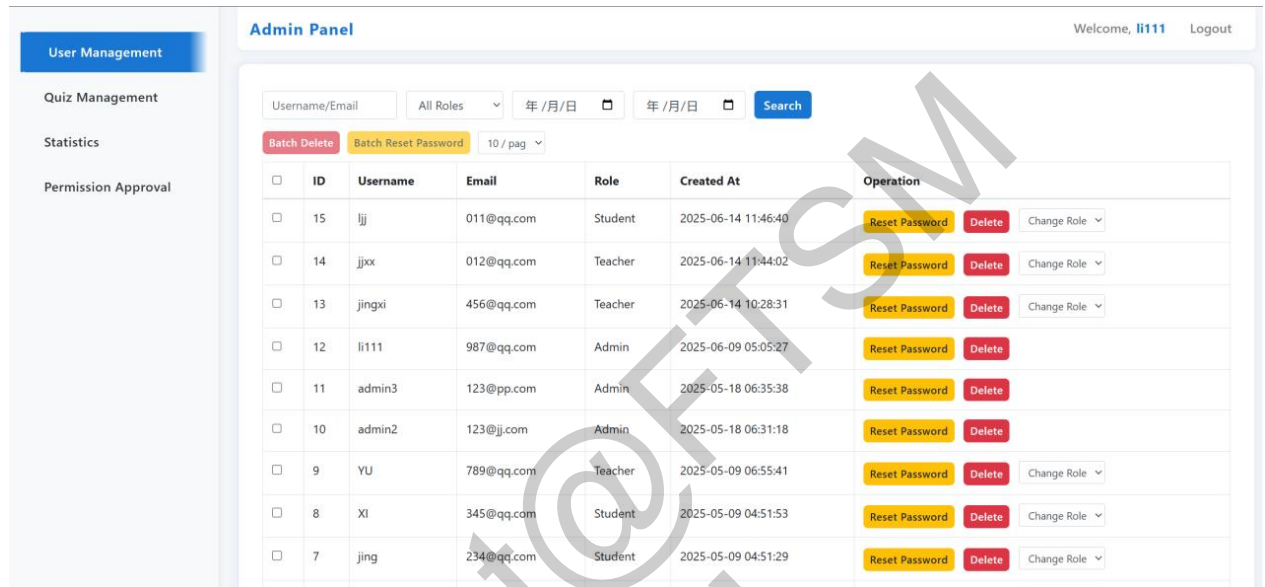 Admin Panel
Welcome, li111 Logout
User Management
Quiz Management
Statistics
Permission Approval
Username/Email All Roles 年 /月/日 年 /月/日 Search
Batch Delete Batch Reset Password 10 / pag
ID Username Email Role Created At Operation
15 ljj 011@qq.com Student 2025-06-14 11:46:40 Reset Password Delete Change Role
14 jjxx 012@qq.com Teacher 2025-06-14 11:44:02 Reset Password Delete Change Role
13 jingxi 456@qq.com Teacher 2025-06-14 10:28:31 Reset Password Delete Change Role
12 li111 987@qq.com Admin 2025-06-09 05:05:27 Reset Password Delete
11 admin3 123@pp.com Admin 2025-05-18 06:35:38 Reset Password Delete
10 admin2 123@jj.com Admin 2025-05-18 06:31:18 Reset Password Delete
9 YU 789@qq.com Teacher 2025-05-09 06:55:41 Reset Password Delete Change Role
8 XI 345@qq.com Student 2025-05-09 04:51:53 Reset Password Delete Change Role
7 jing 234@qq.com Student 2025-05-09 04:51:29 Reset Password Delete Change Role
@FTSM